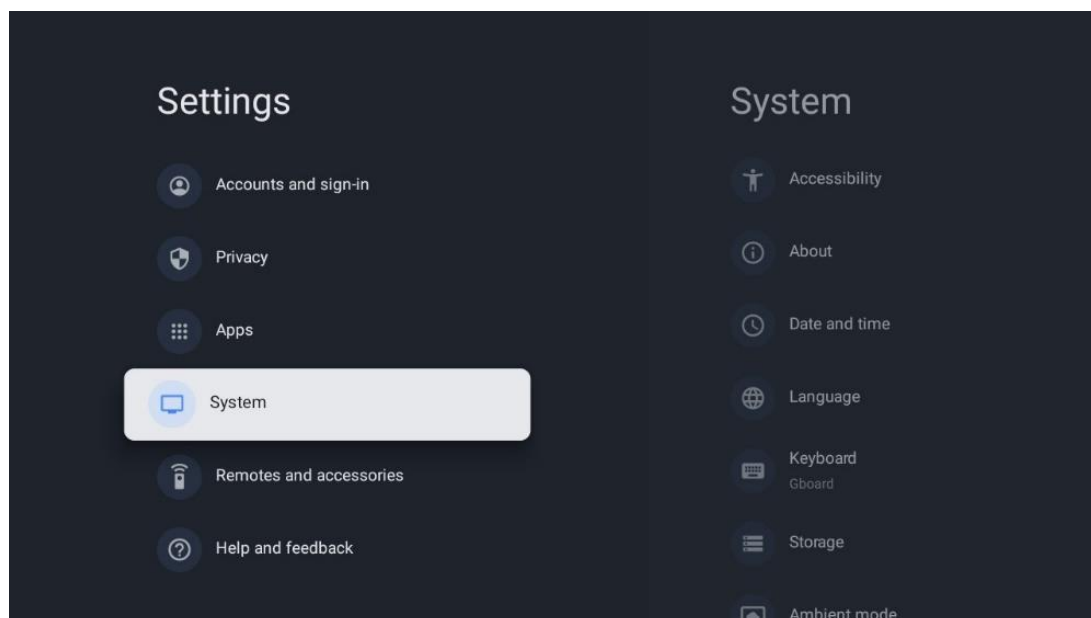 Settings
Accounts and sign-in
Privacy
Apps
System
Remotes and accessories
Help and feedback
System
Accessibility
About
Date and time
Language
Keyboard
Gboard
Storage
Ambient mode